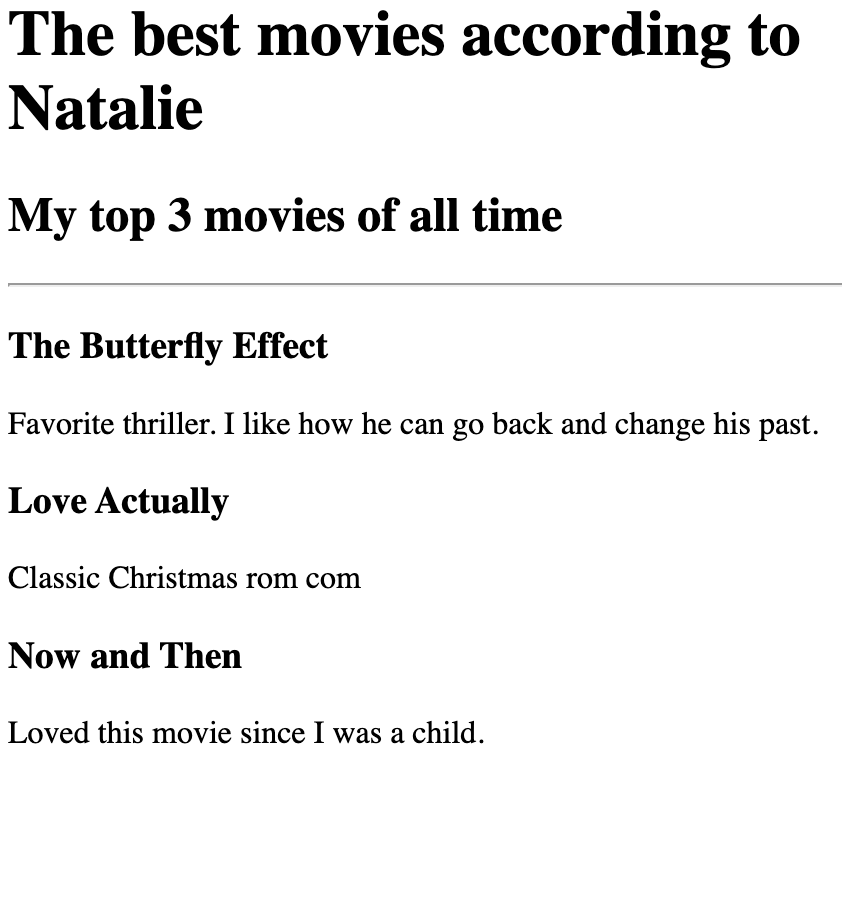 The best movies according to
Natalie
My top 3 movies of all time
The Butterfly Effect
Favorite thriller. I like how he can go back and change his past.
Love Actually
Classic Christmas rom com
Now and Then
Loved this movie since I was a child.